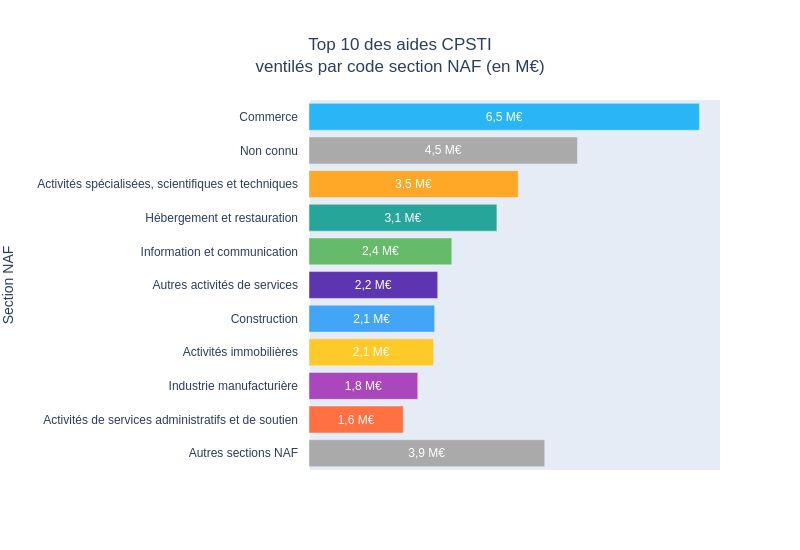 Top 10 des aides CPSTI
ventilés par code section NAF (en M€)
Section NAF
Commerce 6,5 M€
Non connu 4,5 M€
Activités spécialisées, scientifiques et techniques 3,5 M€
Hébergement et restauration 3,1 M€
Information et communication 2,4 M€
Autres activités de services 2,2 M€
Construction 2,1 M€
Activités immobilières 2,1 M€
Industrie manufacturière 1,8 M€
Activités de services administratifs et de soutien 1,6 M€
Autres sections NAF 3,9 M€